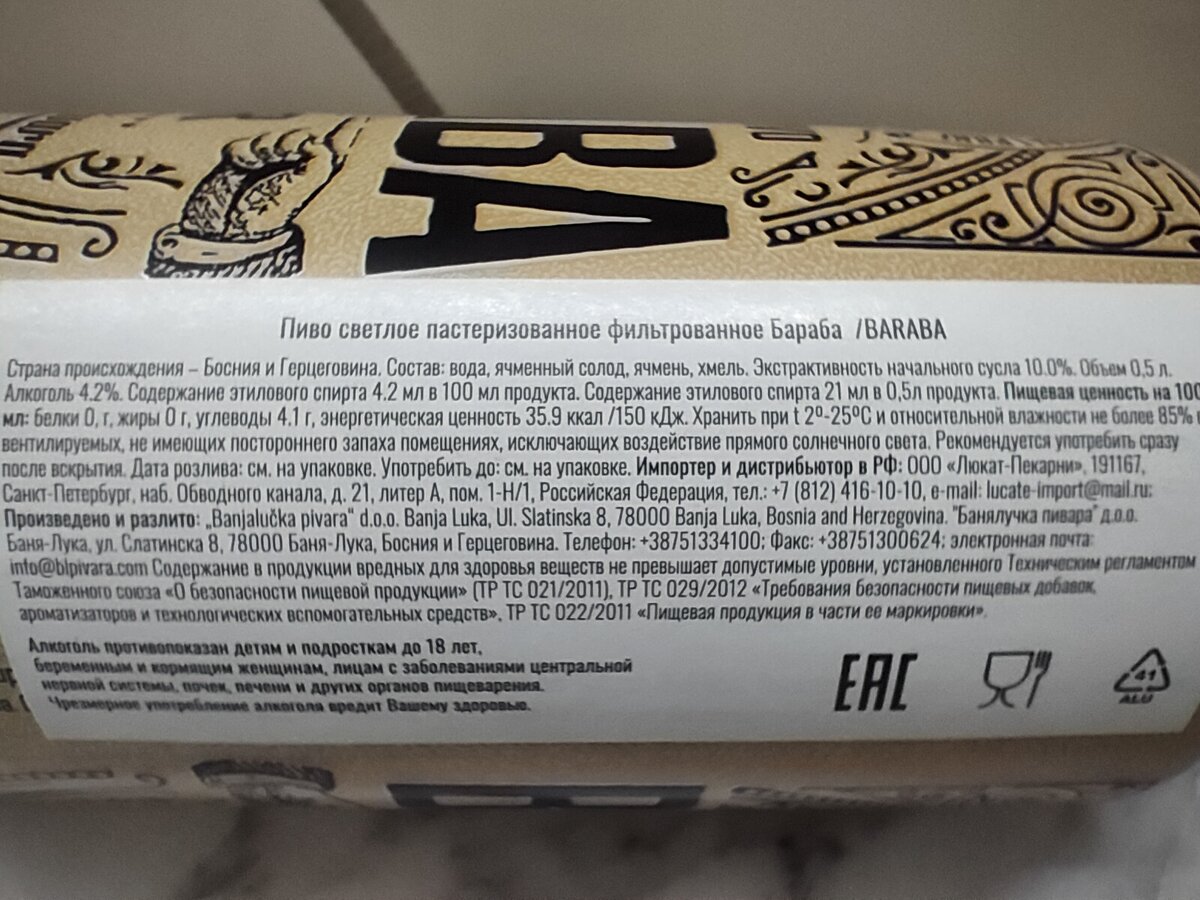 BA
Пиво светлое пастеризованное фильтрованное Бараба /BARABA
Страна происхождения – Босния и Герцеговина. Состав: вода, ячменный солод, ячмень, хмель. Экстрактивность начального сусла 10.0%. Объем 0,5 л.
Алкоголь 4.2%. Содержание этилового спирта 4.2 мл в 100 мл продукта. Содержание этилового спирта 21 мл в 0,5л продукта. Пищевая ценность на 100
мл: белки 0, г, жиры 0 г, углеводы 4.1 г, энергетическая ценность 35.9 ккал /150 кДж. Хранить при t 2º-25ºC и относительной влажности не более 85%
вентилируемых, не имеющих постороннего запаха помещениях, исключающих воздействие прямого солнечного света. Рекомендуется употребить сразу
после вскрытия. Дата розлива: см. на упаковке. Употребить до: см. на упаковке. Импортер и дистрибьютор в РФ: ООО «Люкат-Пекарни», 191167,
Санкт-Петербург, наб. Обводного канала, д. 21, литер А, пом. 1-Н/1, Российская Федерация, тел.: +7 (812) 416-10-10, e-mail: lucate-import@mail.ru;
Произведено и разлито: „Banjalučka pivara" d.o.o. Banja Luka, Ul. Slatinska 8, 78000 Banja Luka, Bosnia and Herzegovina. "Банялучка пивара" д.о.о.
Баня-Лука, ул. Слатинска 8, 78000 Баня-Лука, Босния и Герцеговина. Телефон: +38751334100; Факс: +38751300624; электронная почта:
info@blpivara.com Содержание в продукции вредных для здоровья веществ не превышает допустимые уровни, установленного Техническим регламентом
Таможенного союза «О безопасности пищевой продукции» (ТР ТС 021/2011), ТР ТС 029/2012 «Требования безопасности пищевых добавок,
ароматизаторов и технологических вспомогательных средств», ТР ТС 022/2011 «Пищевая продукция в части ее маркировки».
Алкоголь противопоказан детям и подросткам до 18 лет,
беременным и кормящим женщинам, лицам с заболеваниями центральной
нервной системы, почек, печени и других органов пищеварения.
Чрезмерное употребление алкоголя вредит Вашему здоровью.
EAC
41
ALU